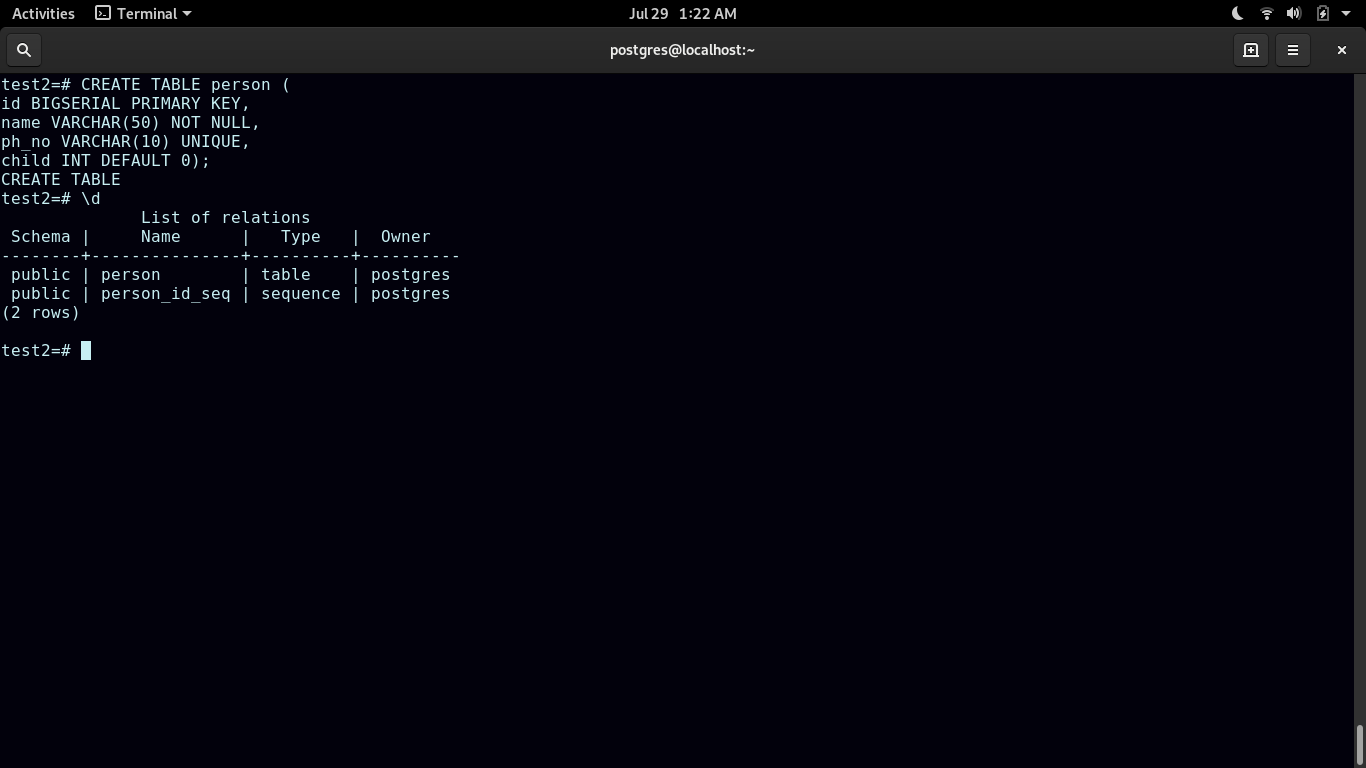 Activities Terminal Jul 29 1:22 AM
postgres@localhost:~
test2=# CREATE TABLE person (
id BIGSERIAL PRIMARY KEY,
name VARCHAR(50) NOT NULL,
ph_no VARCHAR(10) UNIQUE,
child INT DEFAULT 0);
CREATE TABLE
test2=# \d
              List of relations
 Schema |     Name      |   Type   |  Owner
--------+---------------+----------+----------
 public | person        | table    | postgres
 public | person_id_seq | sequence | postgres
(2 rows)
test2=#